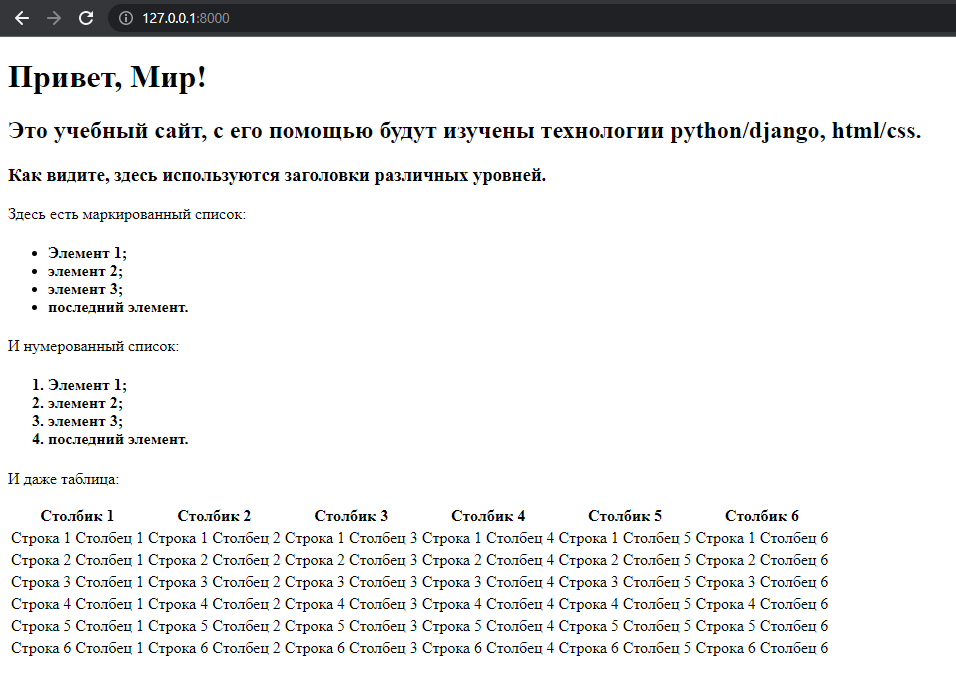 127.0.0.1:8000
Привет, Мир!
Это учебный сайт, с его помощью будут изучены технологии python/django, html/css.
Как видите, здесь используются заголовки различных уровней.
Здесь есть маркированный список:
• Элемент 1;
• элемент 2;
• элемент 3;
• последний элемент.
И нумерованный список:
1. Элемент 1;
2. элемент 2;
3. элемент 3;
4. последний элемент.
И даже таблица:
Столбик 1 Столбик 2 Столбик 3 Столбик 4 Столбик 5 Столбик 6
Строка 1 Столбец 1 Строка 1 Столбец 2 Строка 1 Столбец 3 Строка 1 Столбец 4 Строка 1 Столбец 5 Строка 1 Столбец 6
Строка 2 Столбец 1 Строка 2 Столбец 2 Строка 2 Столбец 3 Строка 2 Столбец 4 Строка 2 Столбец 5 Строка 2 Столбец 6
Строка 3 Столбец 1 Строка 3 Столбец 2 Строка 3 Столбец 3 Строка 3 Столбец 4 Строка 3 Столбец 5 Строка 3 Столбец 6
Строка 4 Столбец 1 Строка 4 Столбец 2 Строка 4 Столбец 3 Строка 4 Столбец 4 Строка 4 Столбец 5 Строка 4 Столбец 6
Строка 5 Столбец 1 Строка 5 Столбец 2 Строка 5 Столбец 3 Строка 5 Столбец 4 Строка 5 Столбец 5 Строка 5 Столбец 6
Строка 6 Столбец 1 Строка 6 Столбец 2 Строка 6 Столбец 3 Строка 6 Столбец 4 Строка 6 Столбец 5 Строка 6 Столбец 6